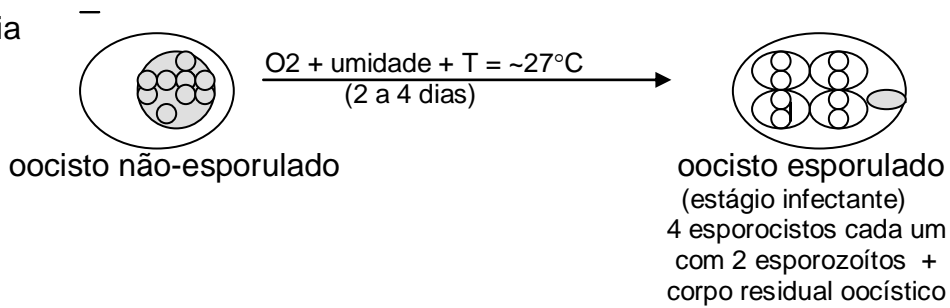 ia
O2 + umidade + T = ~27°C
(2 a 4 dias)
oocisto não-esporulado
oocisto esporulado
(estágio infectante)
4 esporocistos cada um
com 2 esporozoítos +
corpo residual oocístico